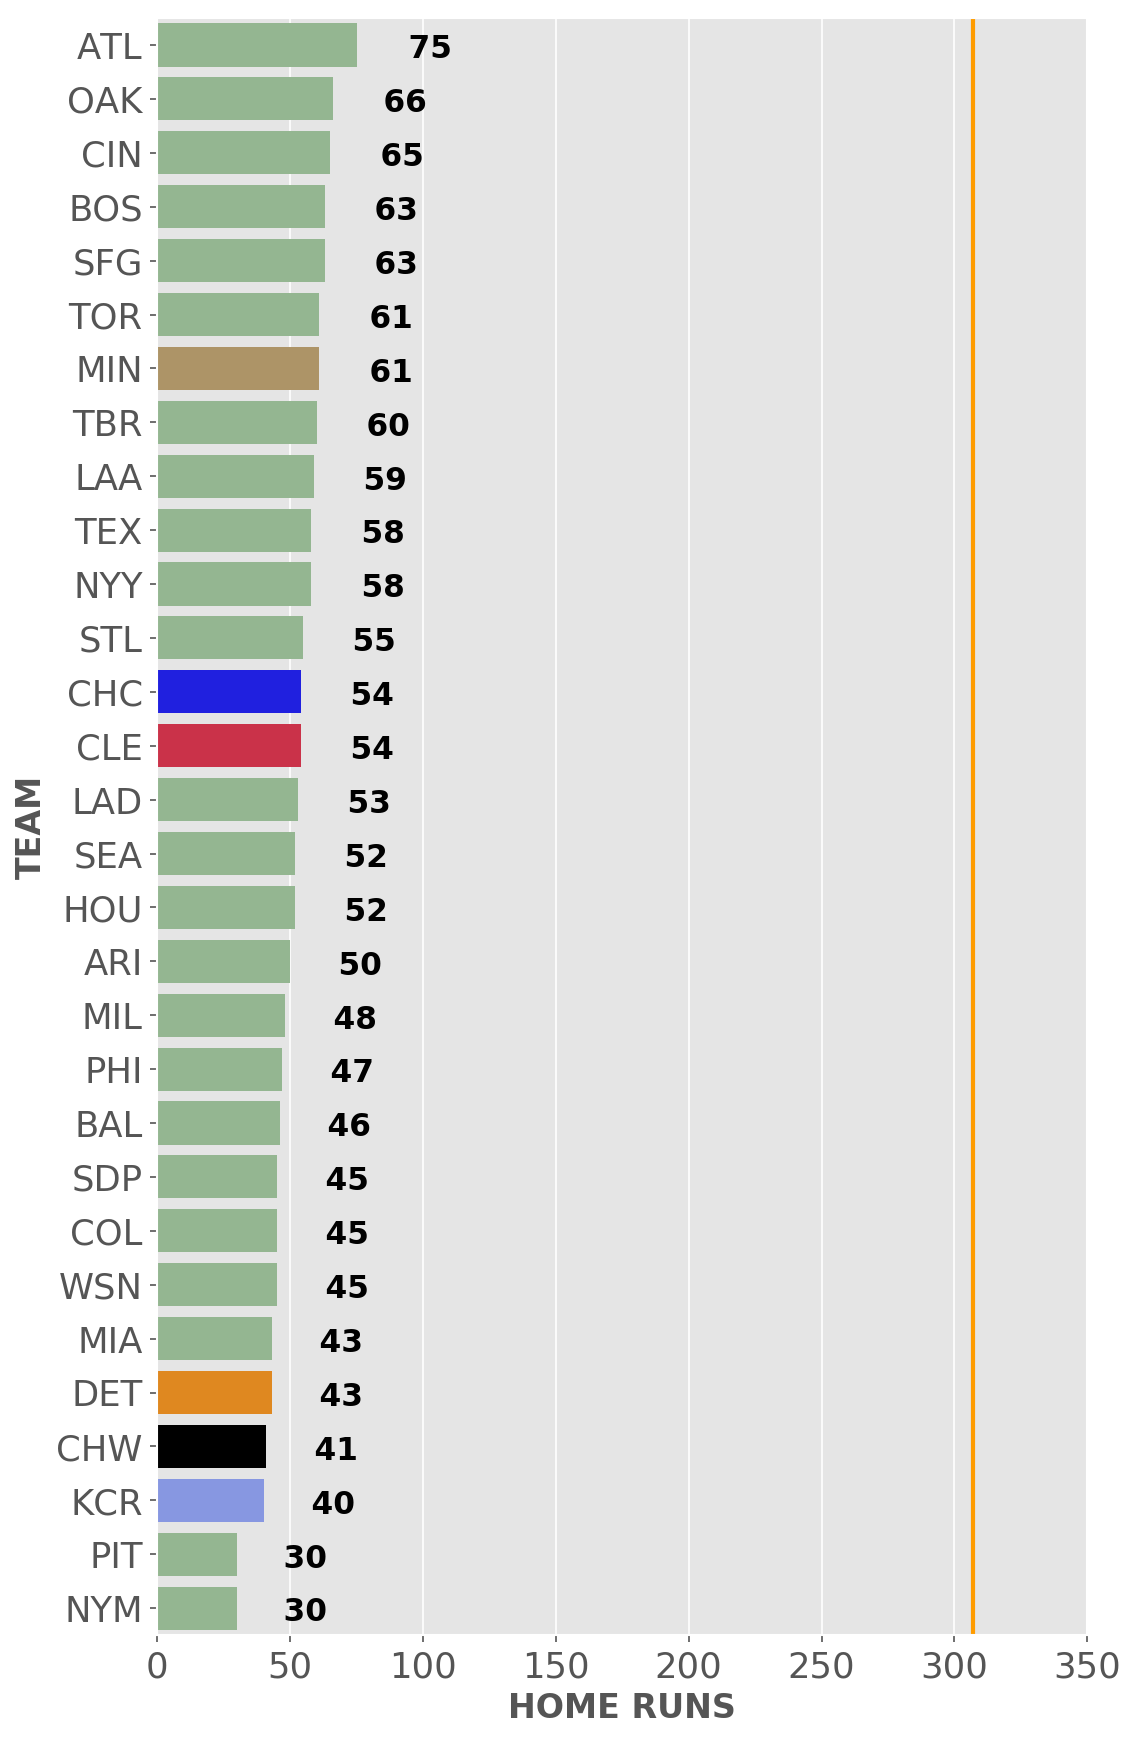 ATL 75
OAK 66
CIN 65
BOS 63
SFG 63
TOR 61
MIN 61
TBR 60
LAA 59
TEX 58
NYY 58
STL 55
CHC 54
CLE 54
LAD 53
SEA 52
HOU 52
ARI 50
MIL 48
PHI 47
BAL 46
SDP 45
COL 45
WSN 45
MIA 43
DET 43
CHW 41
KCR 40
PIT 30
NYM 30
TEAM
0 50 100 150 200 250 300 350
HOME RUNS